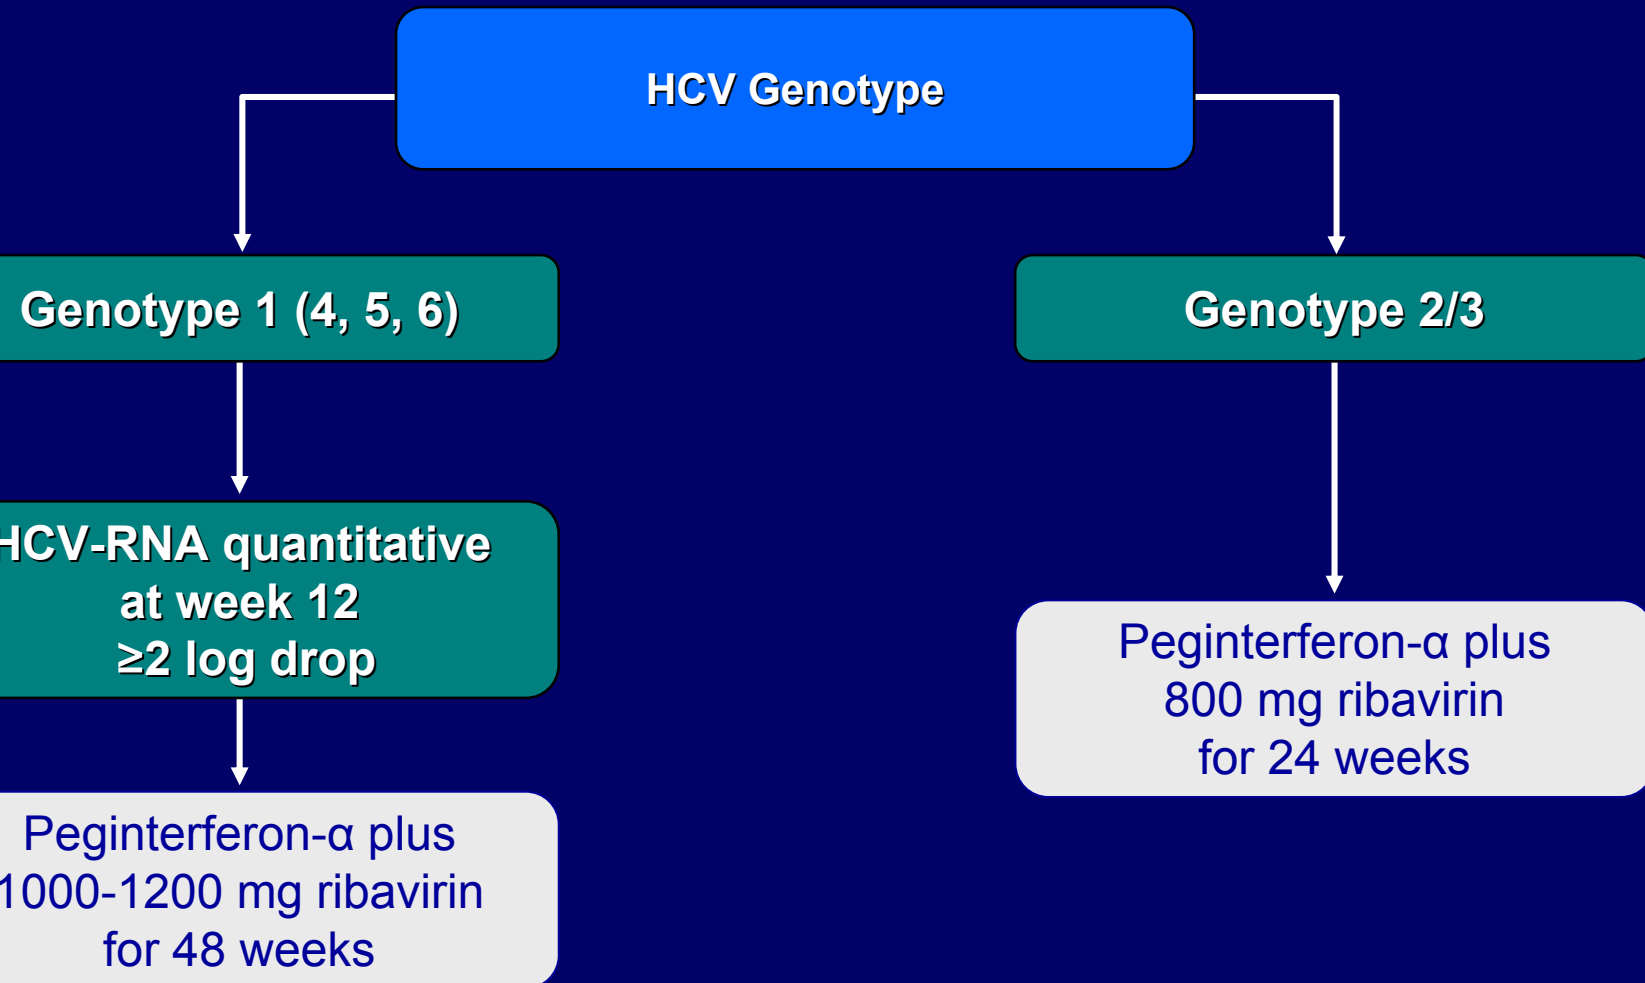 HCV Genotype
Genotype 1 (4, 5, 6)
Genotype 2/3
HCV-RNA quantitative
at week 12
≥2 log drop
Peginterferon-α plus
800 mg ribavirin
for 24 weeks
Peginterferon-α plus
1000-1200 mg ribavirin
for 48 weeks